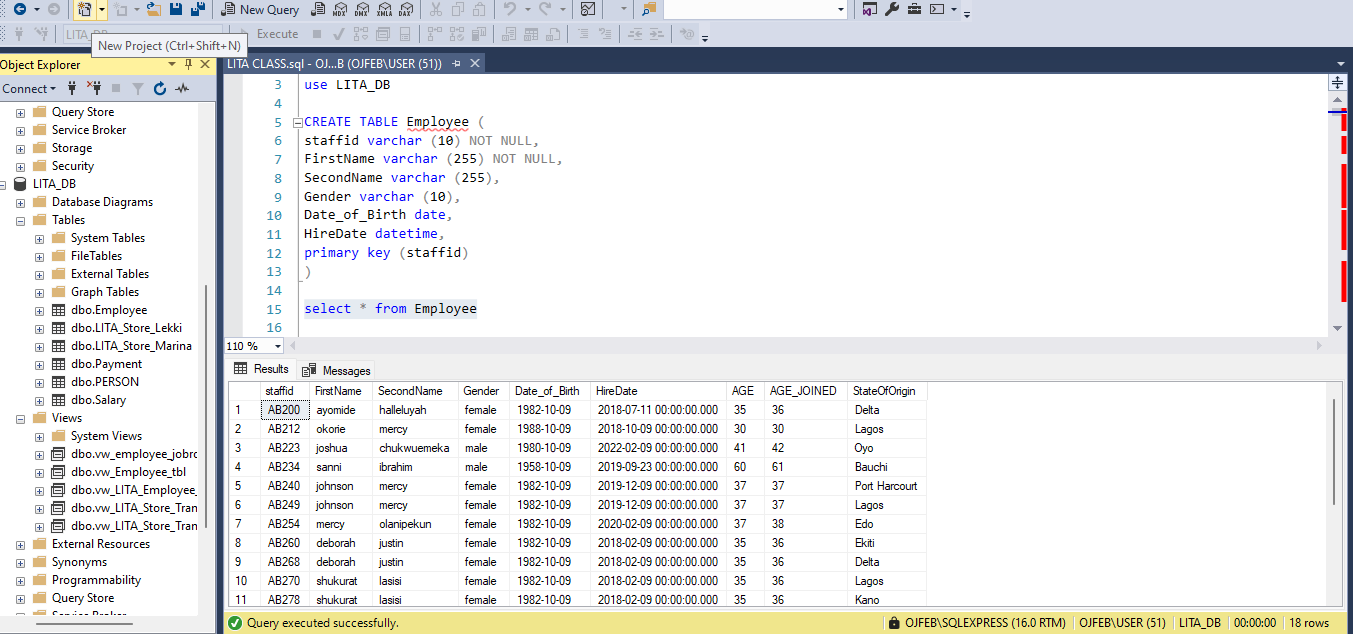 New Query
MDX DMX XMLA DAX
LITA_DB
Execute
New Project (Ctrl+Shift+N)
Object Explorer
Connect
Query Store
Service Broker
Storage
Security
LITA_DB
Database Diagrams
Tables
System Tables
FileTables
External Tables
Graph Tables
dbo.Employee
dbo.LITA_Store_Lekki
dbo.LITA_Store_Marina
dbo.Payment
dbo.PERSON
dbo.Salary
Views
System Views
dbo.vw_employee_jobrc
dbo.vw_Employee_tbl
dbo.vw_LITA_Employee_
dbo.vw_LITA_Store_Tran
dbo.vw_LITA_Store_Tran
External Resources
Synonyms
Programmability
Query Store
Service Broker
LITA CLASS.sql - OJ...B (OJFEB\USER (51))
3 use LITA_DB
4
5 CREATE TABLE Employee (
6 staffid varchar (10) NOT NULL,
7 FirstName varchar (255) NOT NULL,
8 SecondName varchar (255),
9 Gender varchar (10),
10 Date_of_Birth date,
11 HireDate datetime,
12 primary key (staffid)
13 )
14
15 select * from Employee
16
110 %
Results Messages
staffid FirstName SecondName Gender Date_of_Birth HireDate AGE AGE_JOINED StateOfOrigin
1 AB200 ayomide halleluyah female 1982-10-09 2018-07-11 00:00:00.000 35 36 Delta
2 AB212 okorie mercy female 1988-10-09 2018-10-09 00:00:00.000 30 30 Lagos
3 AB223 joshua chukwuemeka male 1980-10-09 2022-02-09 00:00:00.000 41 42 Oyo
4 AB234 sanni ibrahim male 1958-10-09 2019-09-23 00:00:00.000 60 61 Bauchi
5 AB240 johnson mercy female 1982-10-09 2019-12-09 00:00:00.000 37 37 Port Harcourt
6 AB249 johnson mercy female 1982-10-09 2019-12-09 00:00:00.000 37 37 Lagos
7 AB254 mercy olanipekun female 1982-10-09 2020-02-09 00:00:00.000 37 38 Edo
8 AB260 deborah justin female 1982-10-09 2018-02-09 00:00:00.000 35 36 Ekiti
9 AB268 deborah justin female 1982-10-09 2018-02-09 00:00:00.000 35 36 Delta
10 AB270 shukurat lasisi female 1982-10-09 2018-02-09 00:00:00.000 35 36 Lagos
11 AB278 shukurat lasisi female 1982-10-09 2018-02-09 00:00:00.000 35 36 Kano
Query executed successfully. OJFEB\SQLEXPRESS (16.0 RTM) OJFEB\USER (51) LITA_DB 00:00:00 18 rows